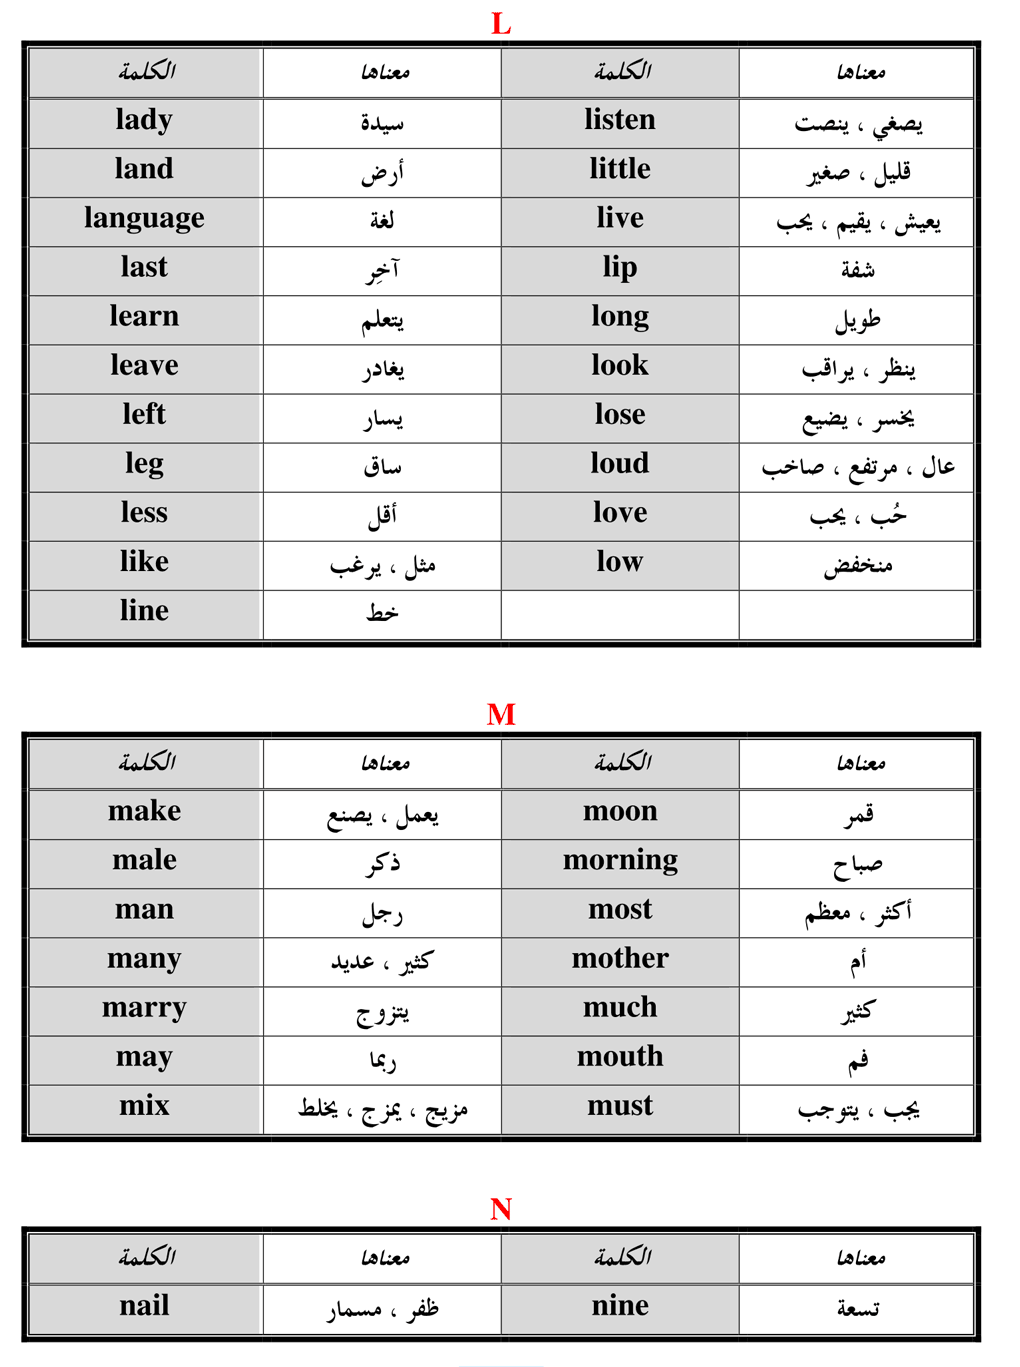 L
الكلمة معناها الكلمة معناها
lady سيدة listen يصغي ، ينصت
land أرض little قليل ، صغير
language لغة live يعيش ، يقيم ، يحب
last آخِر lip شفة
learn يتعلم long طويل
leave يغادر look ينظر ، يراقب
left يسار lose يخسر ، يضيع
leg ساق loud عال ، مرتفع ، صاخب
less أقل love حُب ، يحب
like مثل ، يرغب low منخفض
line خط
M
الكلمة معناها الكلمة معناها
make يعمل ، يصنع moon قمر
male ذكر morning صباح
man رجل most أكثر ، معظم
many كثير ، عديد mother أم
marry يتزوج much كثير
may ربما mouth فم
mix مزيج ، يمزج ، يخلط must يجب ، يتوجب
N
الكلمة معناها الكلمة معناها
nail ظفر ، مسمار nine تسعة